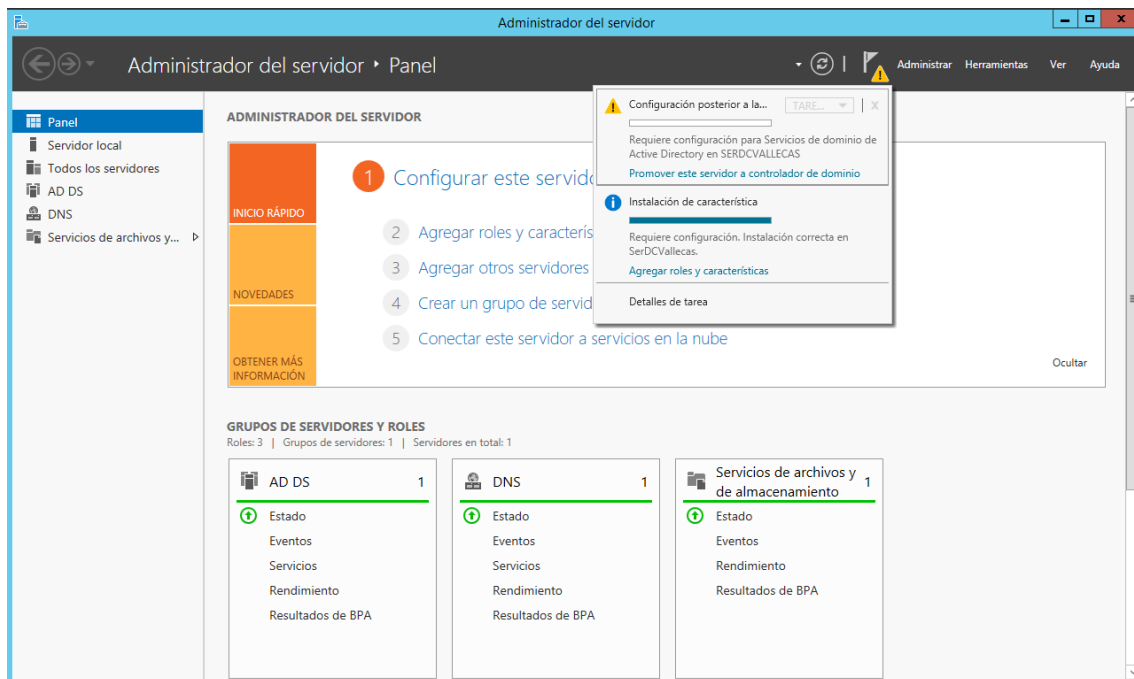 Administrador del servidor
Administrador del servidor • Panel
Administrar Herramientas Ver Ayuda
Panel
Servidor local
Todos los servidores
AD DS
DNS
Servicios de archivos y...
ADMINISTRADOR DEL SERVIDOR
INICIO RÁPIDO
NOVEDADES
OBTENER MÁS
INFORMACIÓN
1 Configurar este servid
2 Agregar roles y caracterís
3 Agregar otros servidores
4 Crear un grupo de servid
5 Conectar este servidor a servicios en la nube
Ocultar
Configuración posterior a la... TARE... X
Requiere configuración para Servicios de dominio de
Active Directory en SERDCVALLECAS
Promover este servidor a controlador de dominio
Instalación de característica
Requiere configuración. Instalación correcta en
SerDCVallecas.
Agregar roles y características
Detalles de tarea
GRUPOS DE SERVIDORES Y ROLES
Roles: 3 | Grupos de servidores: 1 | Servidores en total: 1
AD DS 1
Estado
Eventos
Servicios
Rendimiento
Resultados de BPA
DNS 1
Estado
Eventos
Servicios
Rendimiento
Resultados de BPA
Servicios de archivos y
de almacenamiento 1
Estado
Eventos
Rendimiento
Resultados de BPA